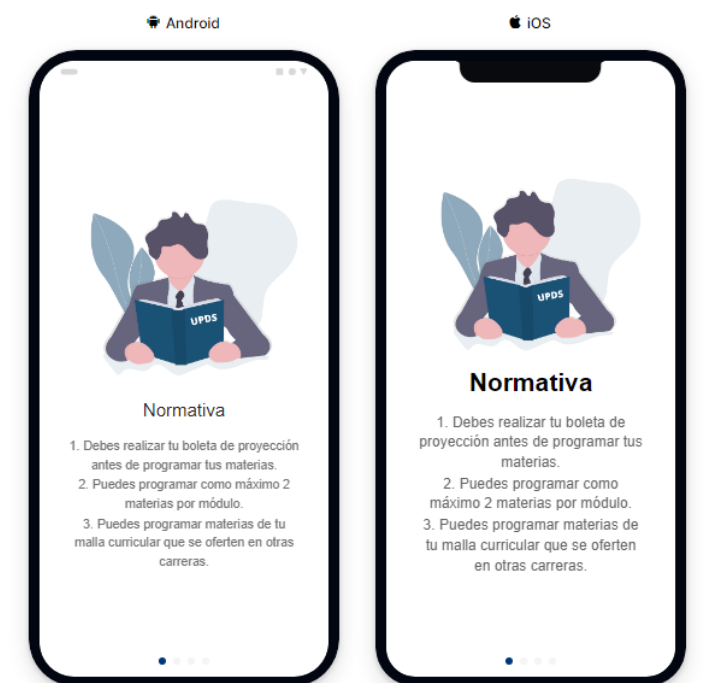 Android
UPDS
Normativa
1. Debes realizar tu boleta de proyección
antes de programar tus materias.
2. Puedes programar como máximo 2
materias por módulo.
3. Puedes programar materias de tu
malla curricular que se oferten en otras
carreras.
iOS
UPDS
Normativa
1. Debes realizar tu boleta de
proyección antes de programar tus
materias.
2. Puedes programar como
máximo 2 materias por módulo.
3. Puedes programar materias de
tu malla curricular que se oferten
en otras carreras.